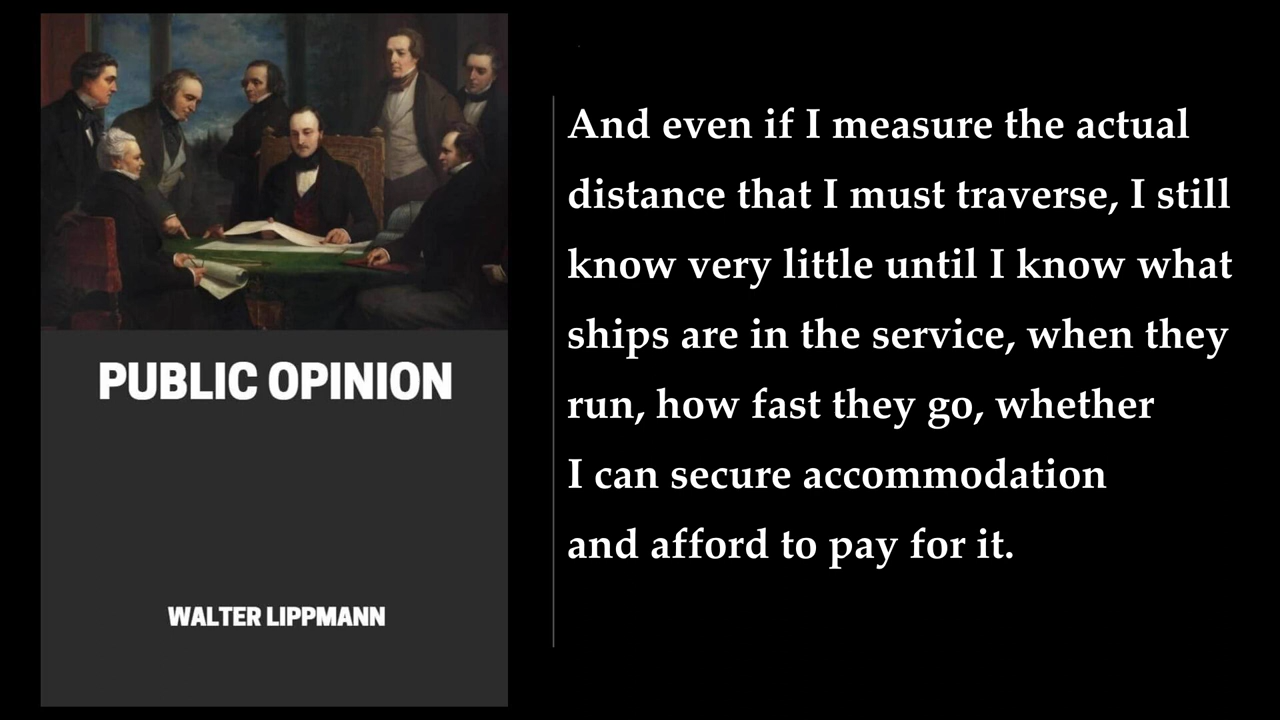 PUBLIC OPINION
WALTER LIPPMANN
And even if I measure the actual
distance that I must traverse, I still
know very little until I know what
ships are in the service, when they
run, how fast they go, whether
I can secure accommodation
and afford to pay for it.